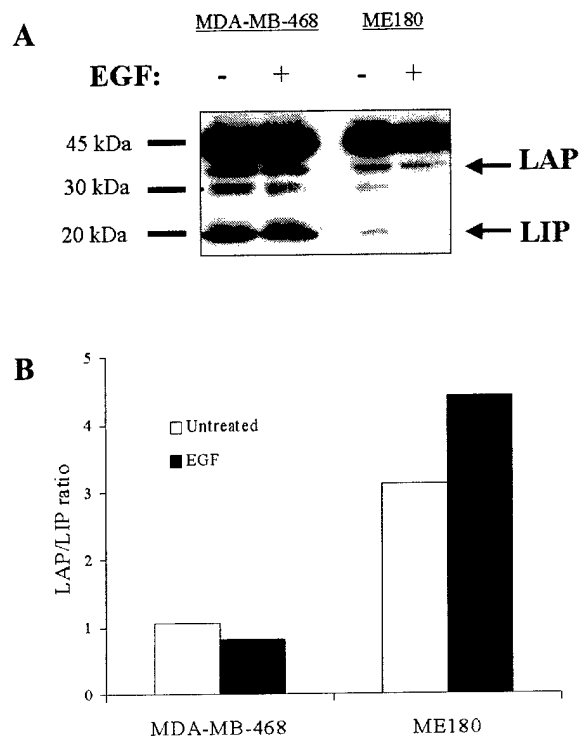 A
MDA-MB-468 ME180
EGF: - + - +
45 kDa
30 kDa
20 kDa
LAP
LIP
B
5
4
3
2
1
0
LAP/LIP ratio
Untreated
EGF
MDA-MB-468 ME180